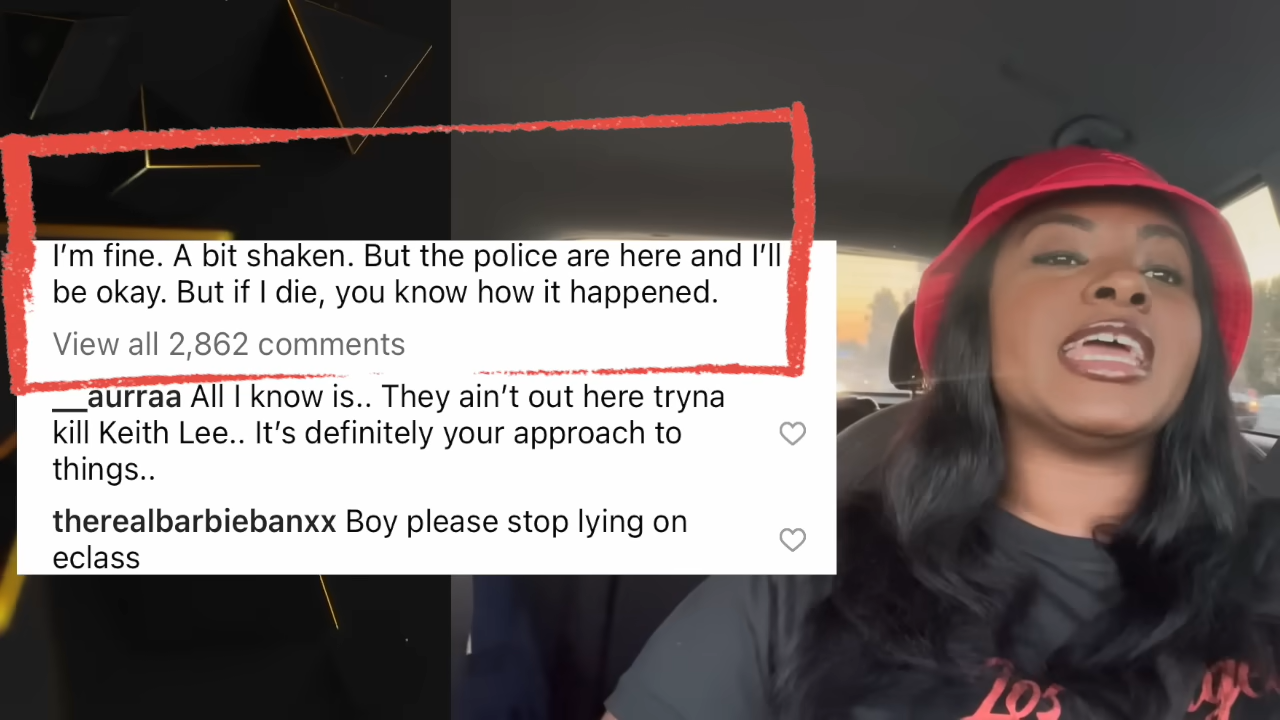 I’m fine. A bit shaken. But the police are here and I’ll
be okay. But if I die, you know how it happened.
View all 2,862 comments
__aurraa All I know is.. They ain’t out here tryna
kill Keith Lee.. It’s definitely your approach to
things..
therealbarbiebanxx Boy please stop lying on
eclass
Los